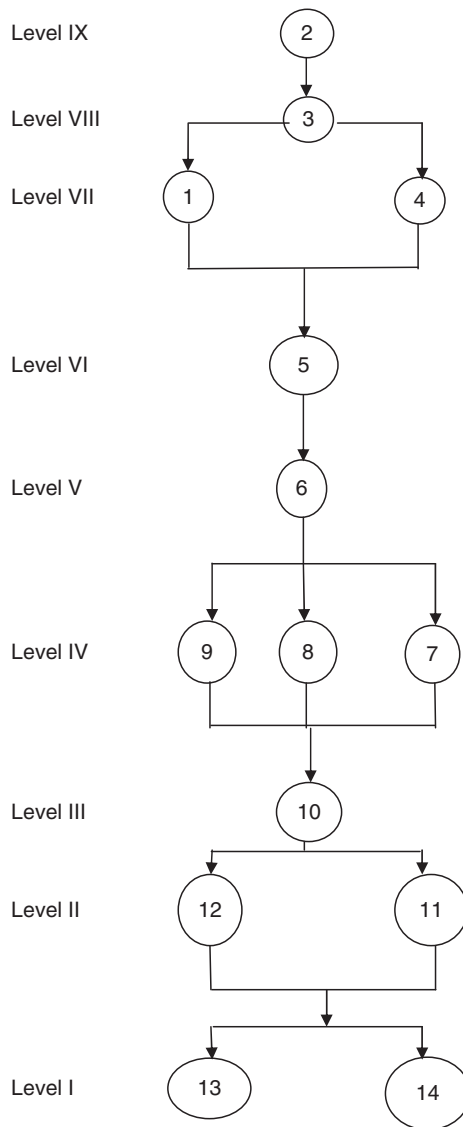 Level IX 2
Level VIII 3
Level VII 1 4
Level VI 5
Level V 6
Level IV 9 8 7
Level III 10
Level II 12 11
Level I 13 14